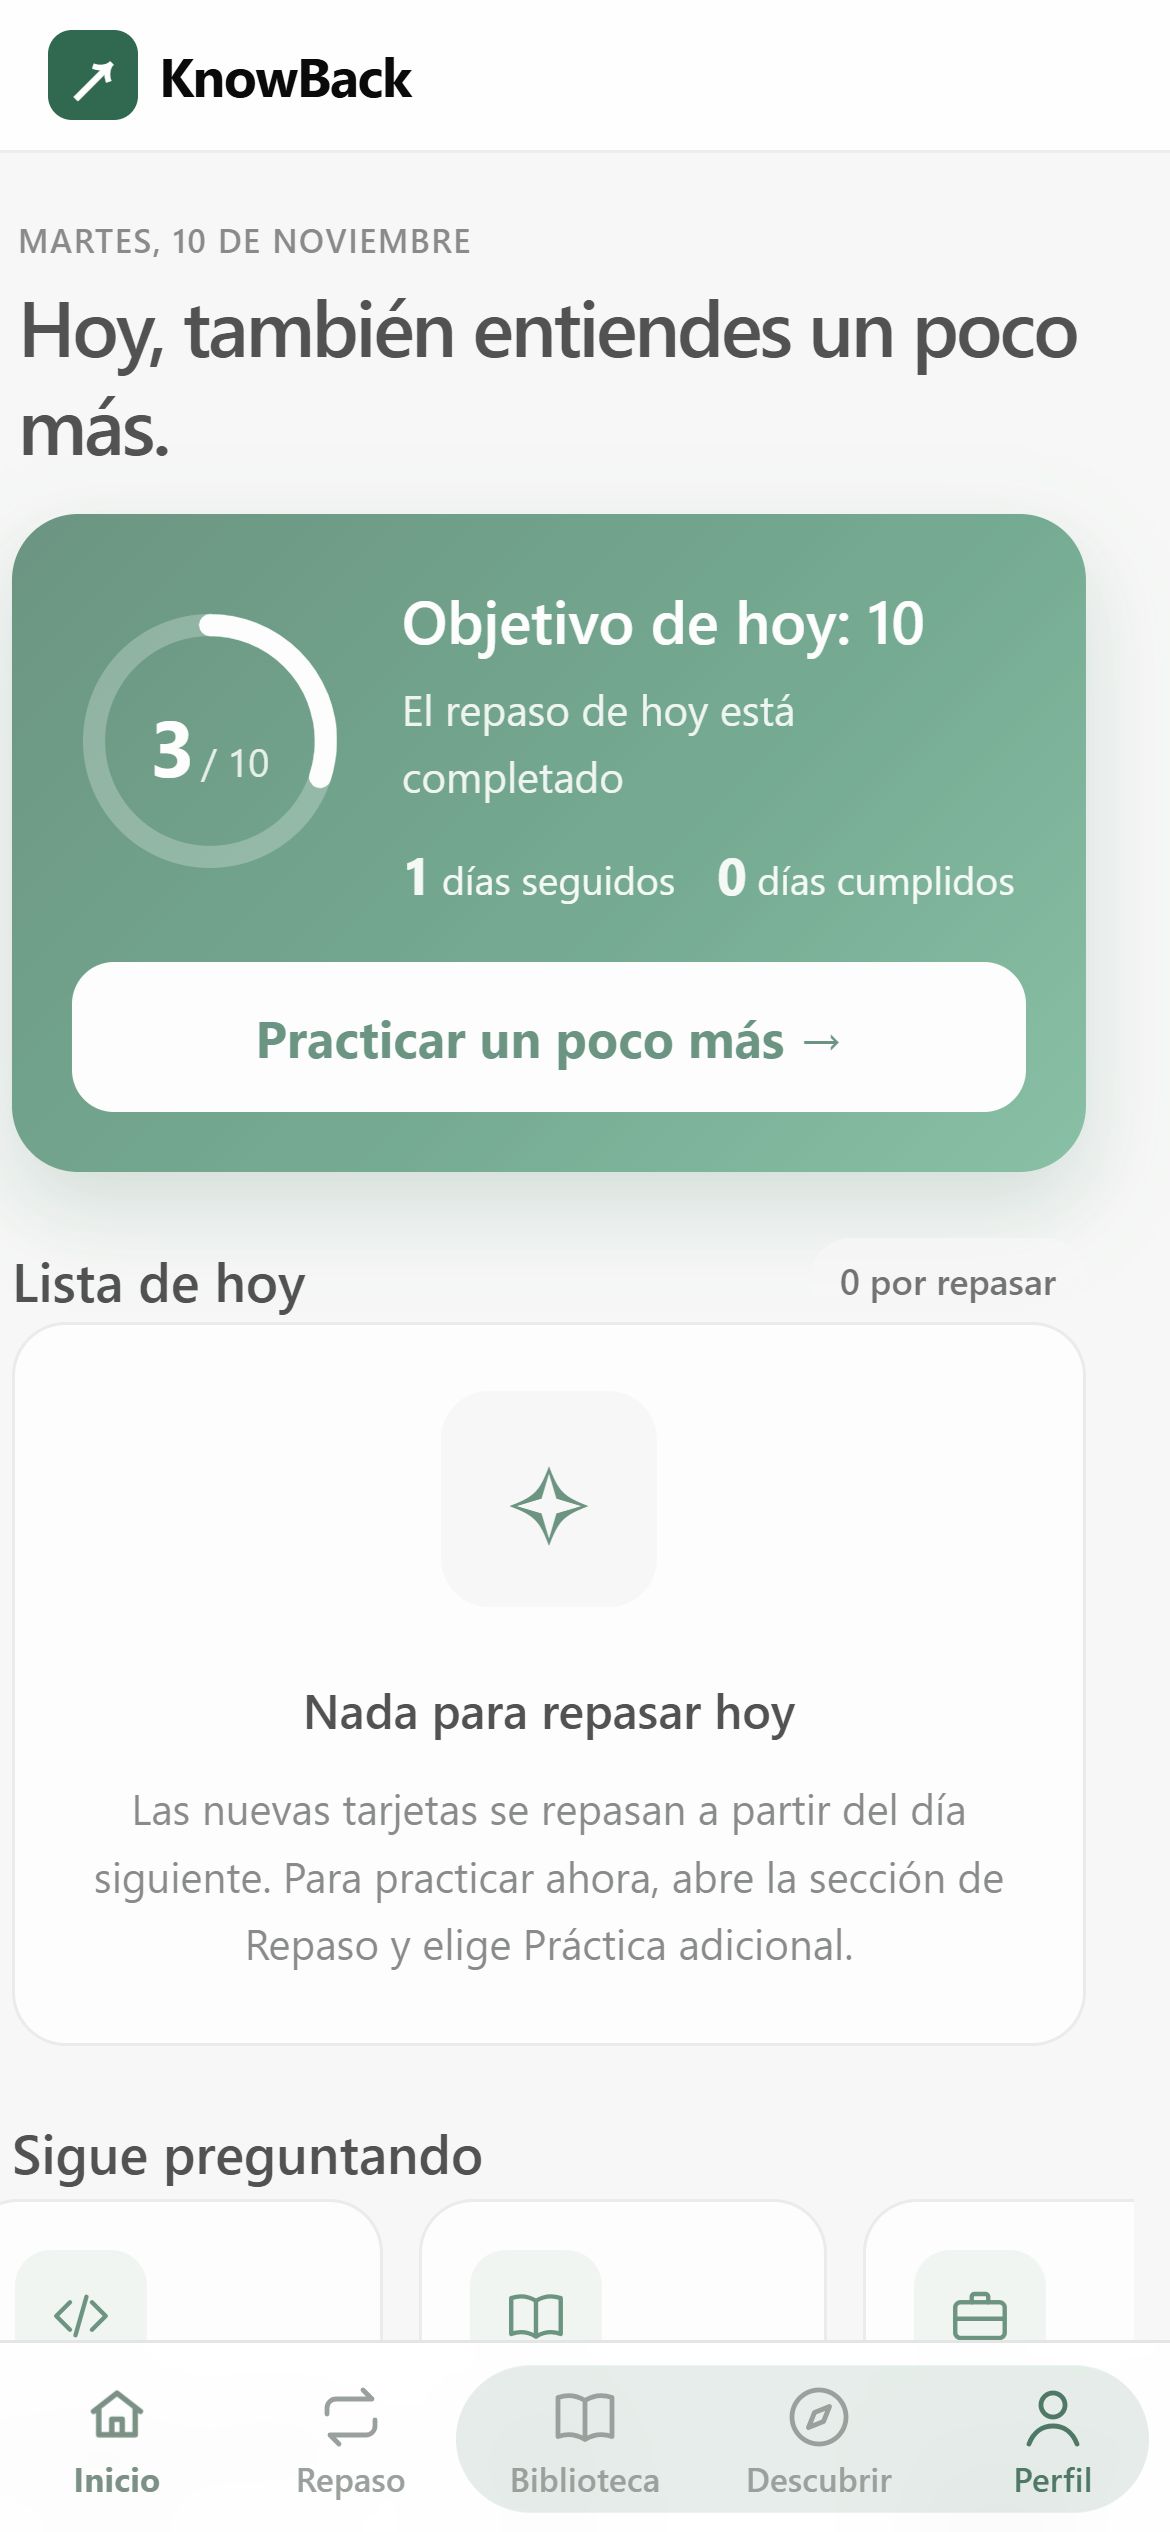 KnowBack
MARTES, 10 DE NOVIEMBRE
Hoy, también entiendes un poco
más.
3 / 10
Objetivo de hoy: 10
El repaso de hoy está
completado
1 días seguidos 0 días cumplidos
Practicar un poco más →
Lista de hoy
0 por repasar
Nada para repasar hoy
Las nuevas tarjetas se repasan a partir del día
siguiente. Para practicar ahora, abre la sección de
Repaso y elige Práctica adicional.
Sigue preguntando
Inicio
Repaso
Biblioteca
Descubrir
Perfil